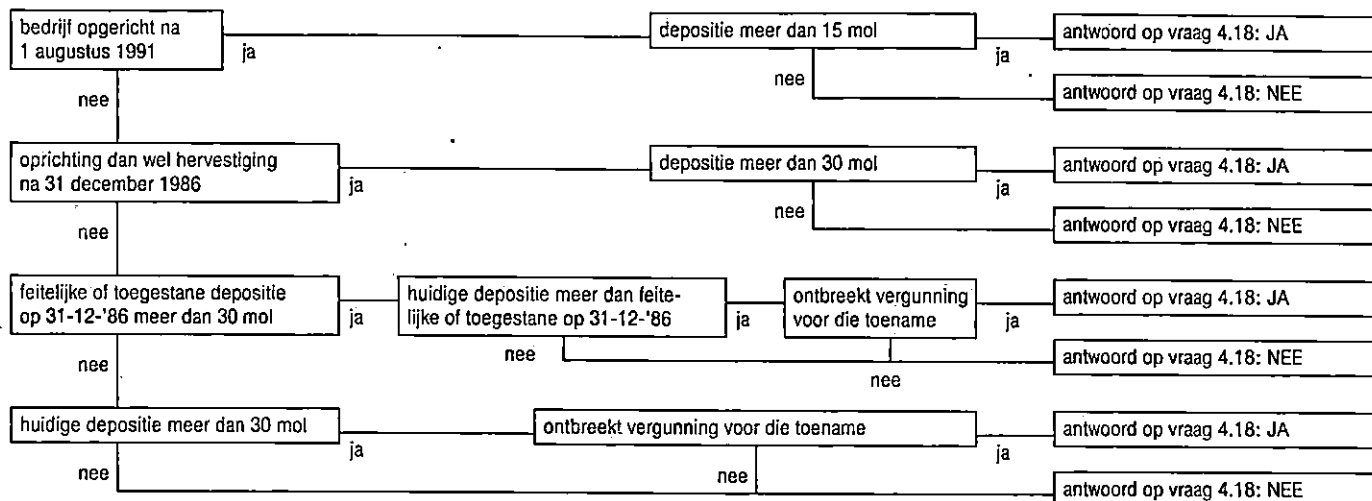 bedrijf opgericht na
1 augustus 1991
ja
depositie meer dan 15 mol
ja
antwoord op vraag 4.18: JA
nee
nee
antwoord op vraag 4.18: NEE
oprichting dan wel hervestiging
na 31 december 1986
ja
depositie meer dan 30 mol
ja
antwoord op vraag 4.18: JA
nee
nee
antwoord op vraag 4.18: NEE
feitelijke of toegestane depositie
op 31-12-'86 meer dan 30 mol
ja
huidige depositie meer dan feite-
lijke of toegestane op 31-12-'86
ja
ontbreekt vergunning
voor die toename
ja
antwoord op vraag 4.18: JA
nee
nee
nee
antwoord op vraag 4.18: NEE
huidige depositie meer dan 30 mol
ja
ontbreekt vergunning voor die toename
ja
antwoord op vraag 4.18: JA
nee
nee
antwoord op vraag 4.18: NEE